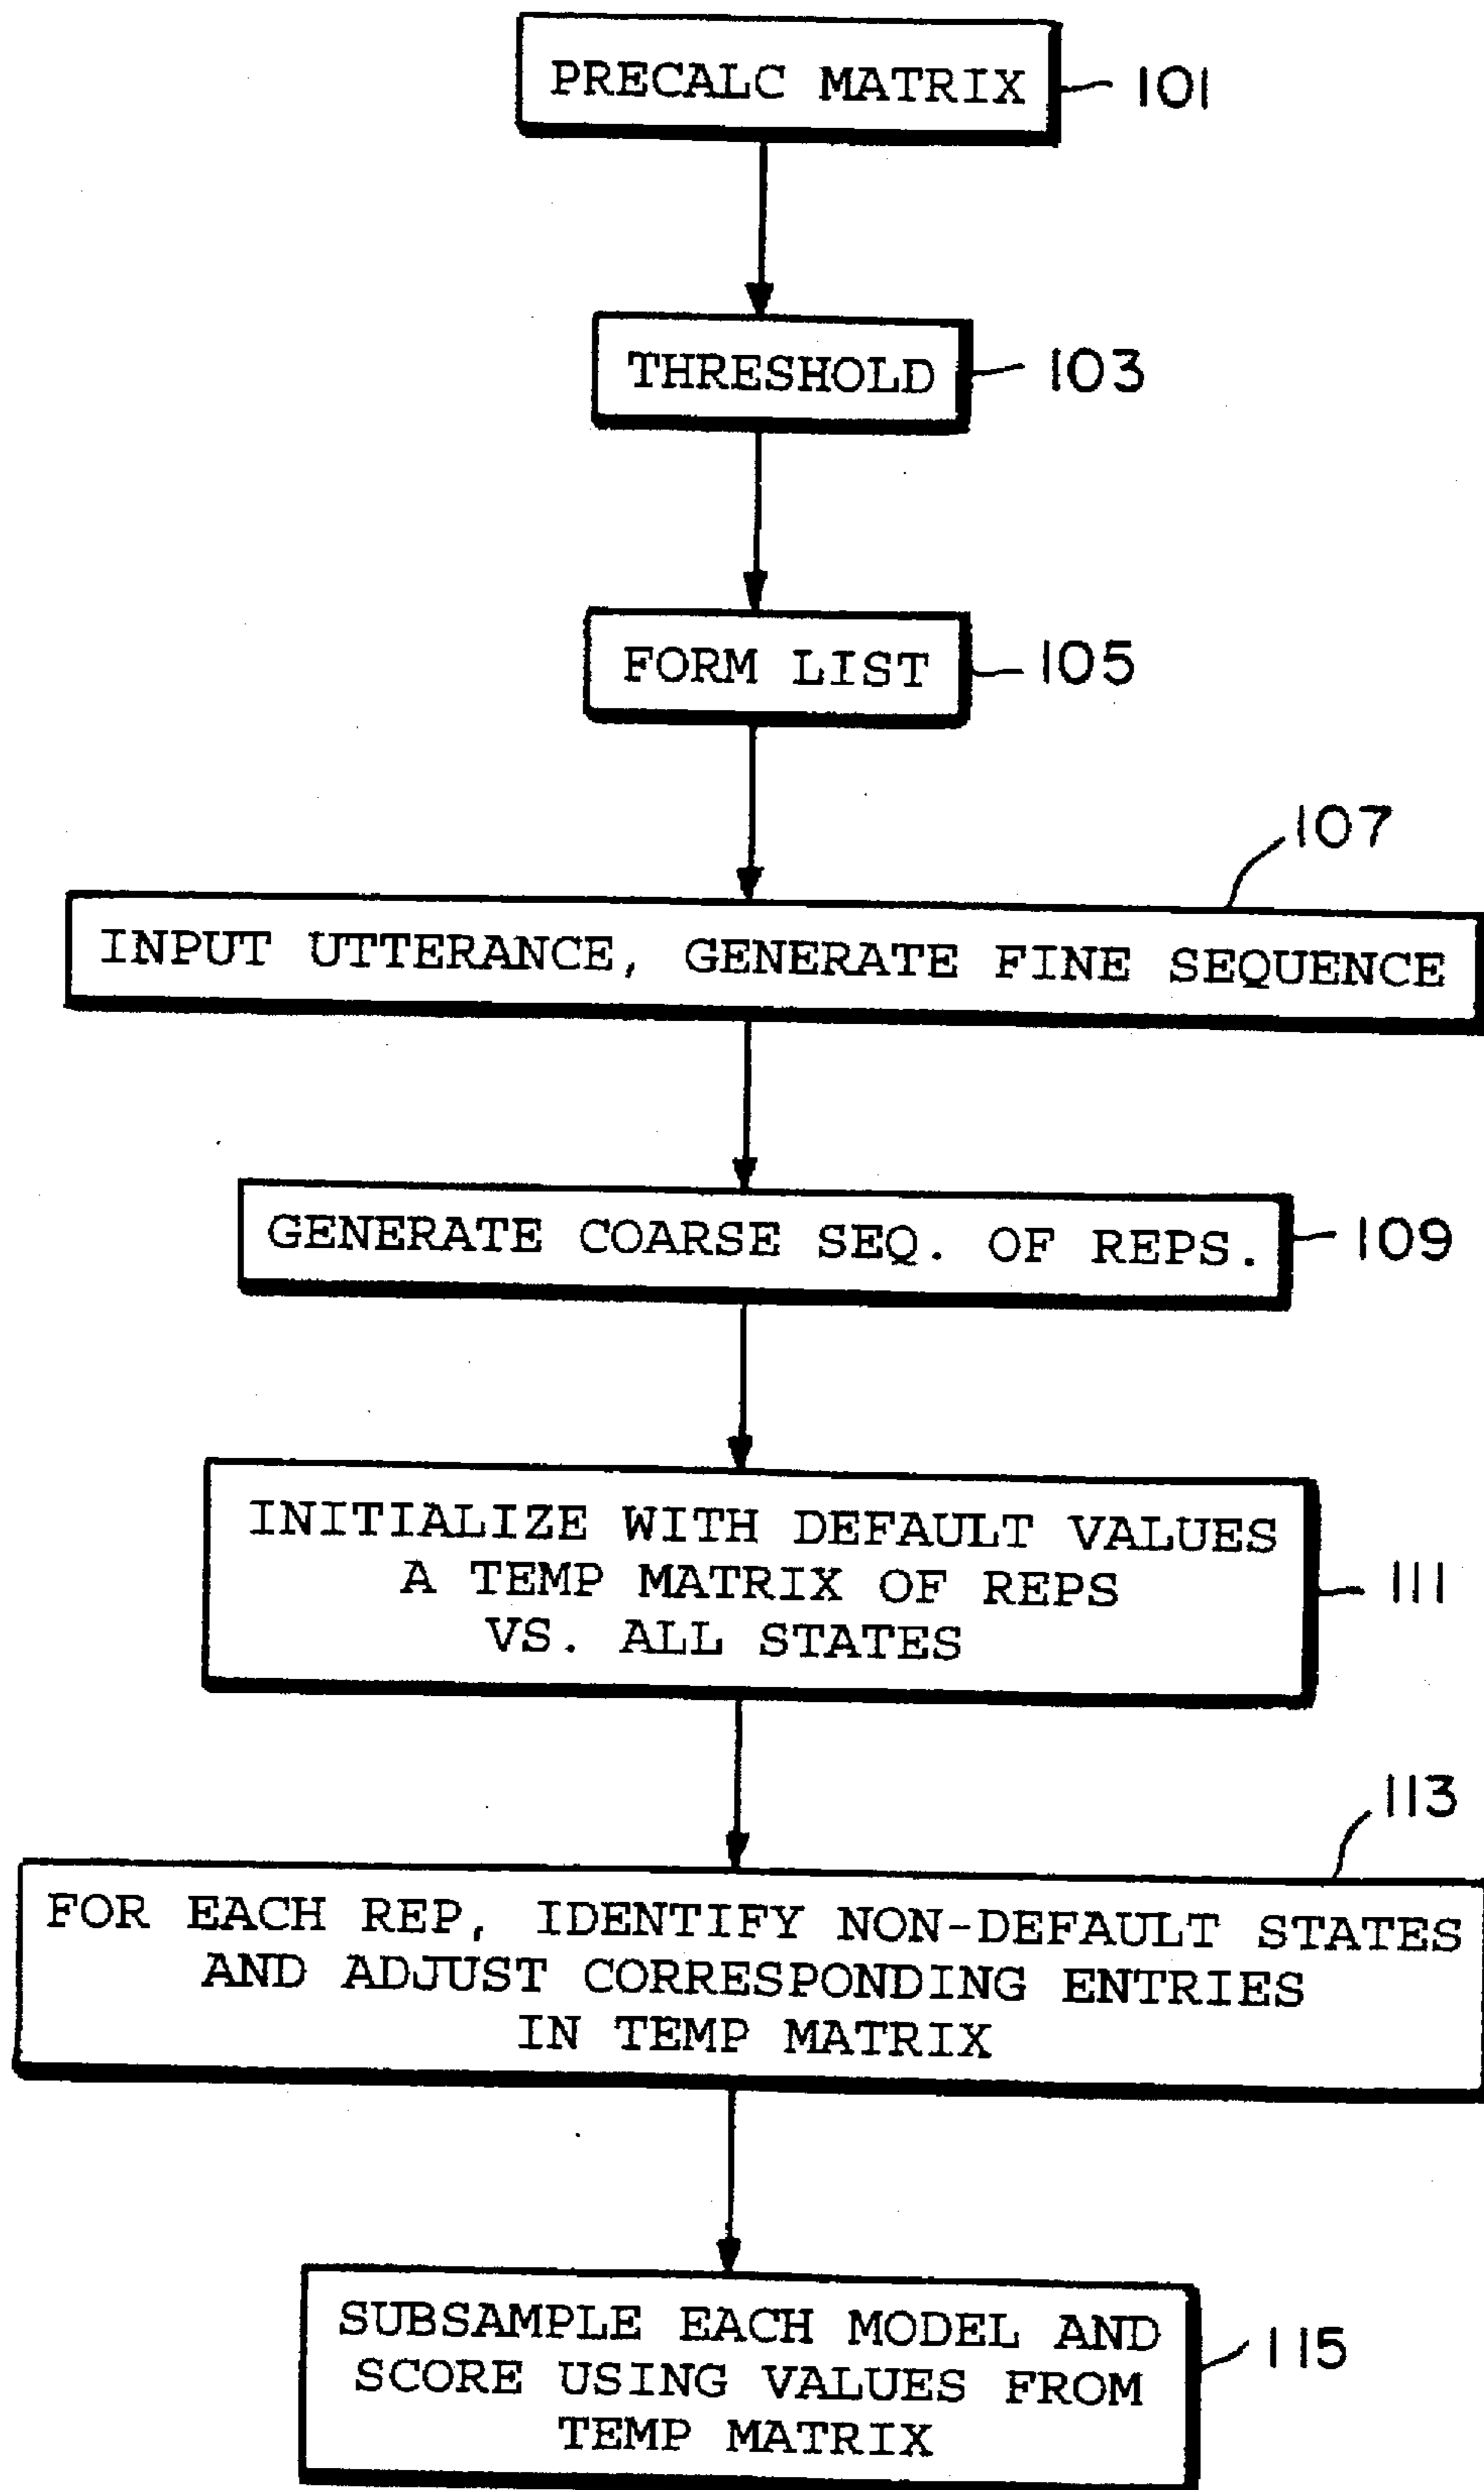 PRECALC MATRIX
101
THRESHOLD
103
FORM LIST
105
107
INPUT UTTERANCE, GENERATE FINE SEQUENCE
GENERATE COARSE SEQ. OF REPS.
109
INITIALIZE WITH DEFAULT VALUES
A TEMP MATRIX OF REPS
VS. ALL STATES
111
113
FOR EACH REP, IDENTIFY NON-DEFAULT STATES
AND ADJUST CORRESPONDING ENTRIES
IN TEMP MATRIX
SUBSAMPLE EACH MODEL AND
SCORE USING VALUES FROM
TEMP MATRIX
115